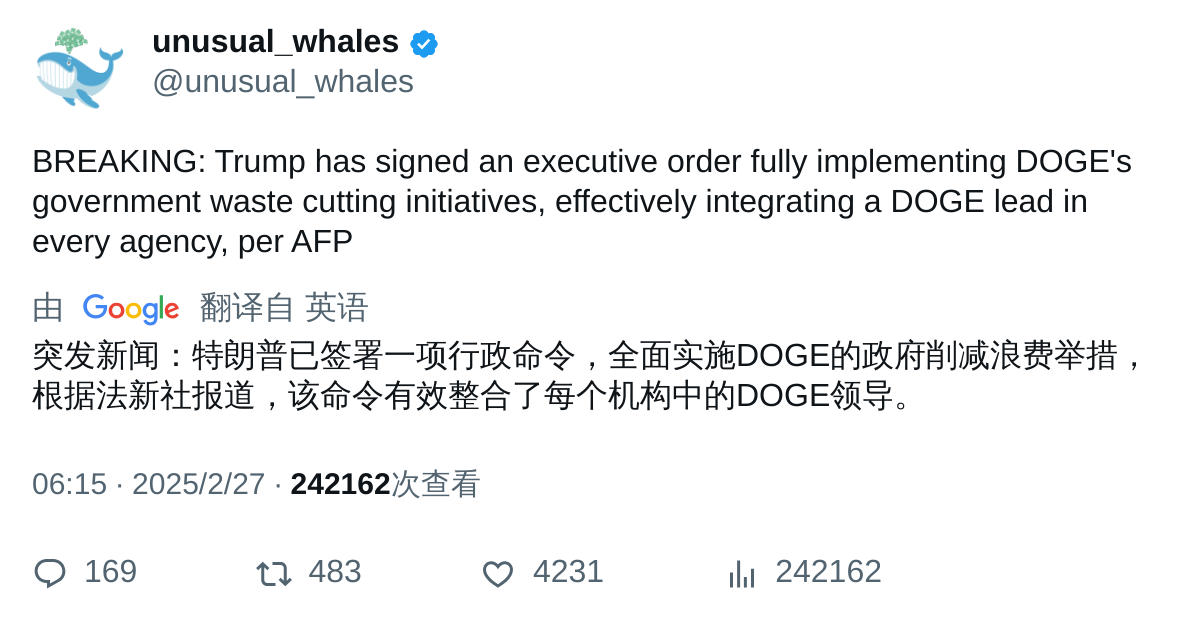 unusual_whales
@unusual_whales
BREAKING: Trump has signed an executive order fully implementing DOGE's
government waste cutting initiatives, effectively integrating a DOGE lead in
every agency, per AFP
由 Google 翻译自 英语
突发新闻：特朗普已签署一项行政命令，全面实施DOGE的政府削减浪费举措，
根据法新社报道，该命令有效整合了每个机构中的DOGE领导。
06:15 · 2025/2/27 · 242162次查看
169 483 4231 242162